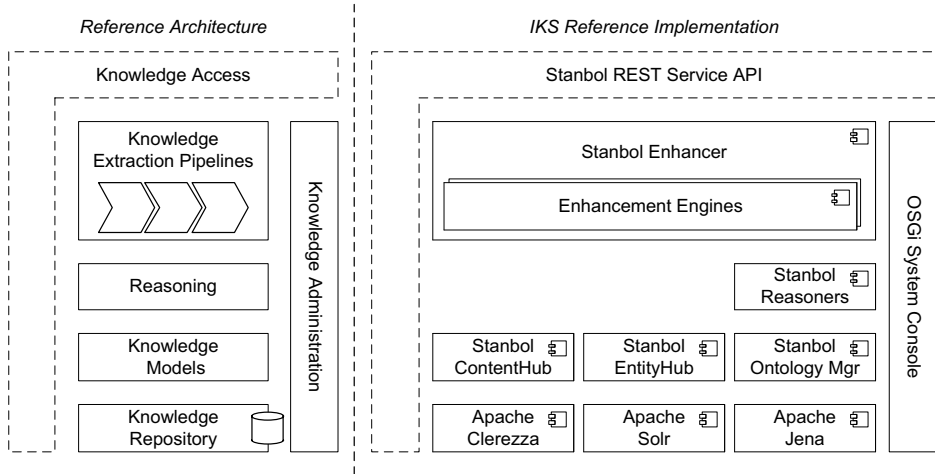 Reference Architecture
Knowledge Access
Knowledge
Extraction Pipelines
Reasoning
Knowledge
Models
Knowledge
Repository
Knowledge Administration
IKS Reference Implementation
Stanbol REST Service API
Stanbol Enhancer
Enhancement Engines
Stanbol
Reasoners
Stanbol
ContentHub
Stanbol
EntityHub
Stanbol
Ontology Mgr
Apache
Clerezza
Apache
Solr
Apache
Jena
OSGi System Console